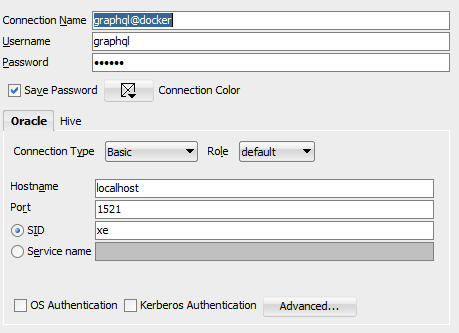 Connection Name graphql@docker
Username graphql
Password ••••••
Save Password Connection Color
Oracle Hive
Connection Type Basic Role default
Hostname localhost
Port 1521
SID xe
Service name
OS Authentication Kerberos Authentication Advanced...